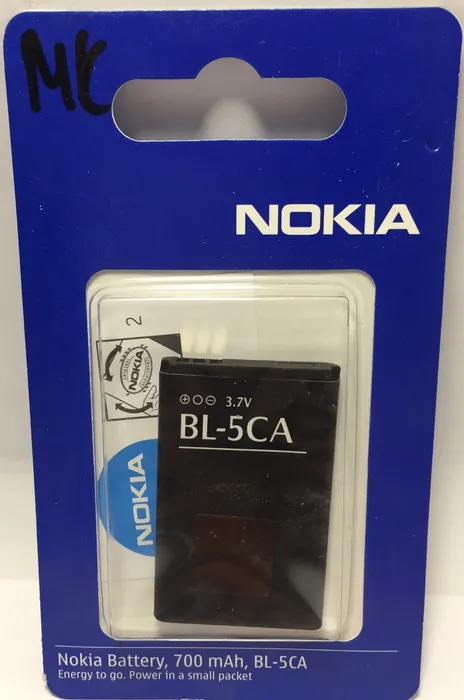 MC
NOKIA
2
NOKIA
⊕○⊖ 3.7V
BL-5CA
NOKIA
Nokia Battery, 700 mAh, BL-5CA
Energy to go. Power in a small packet